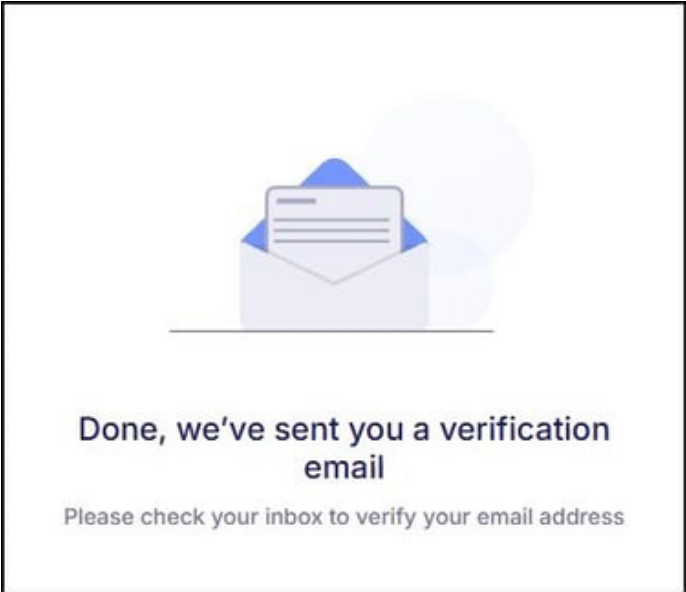 Done, we’ve sent you a verification
email
Please check your inbox to verify your email address